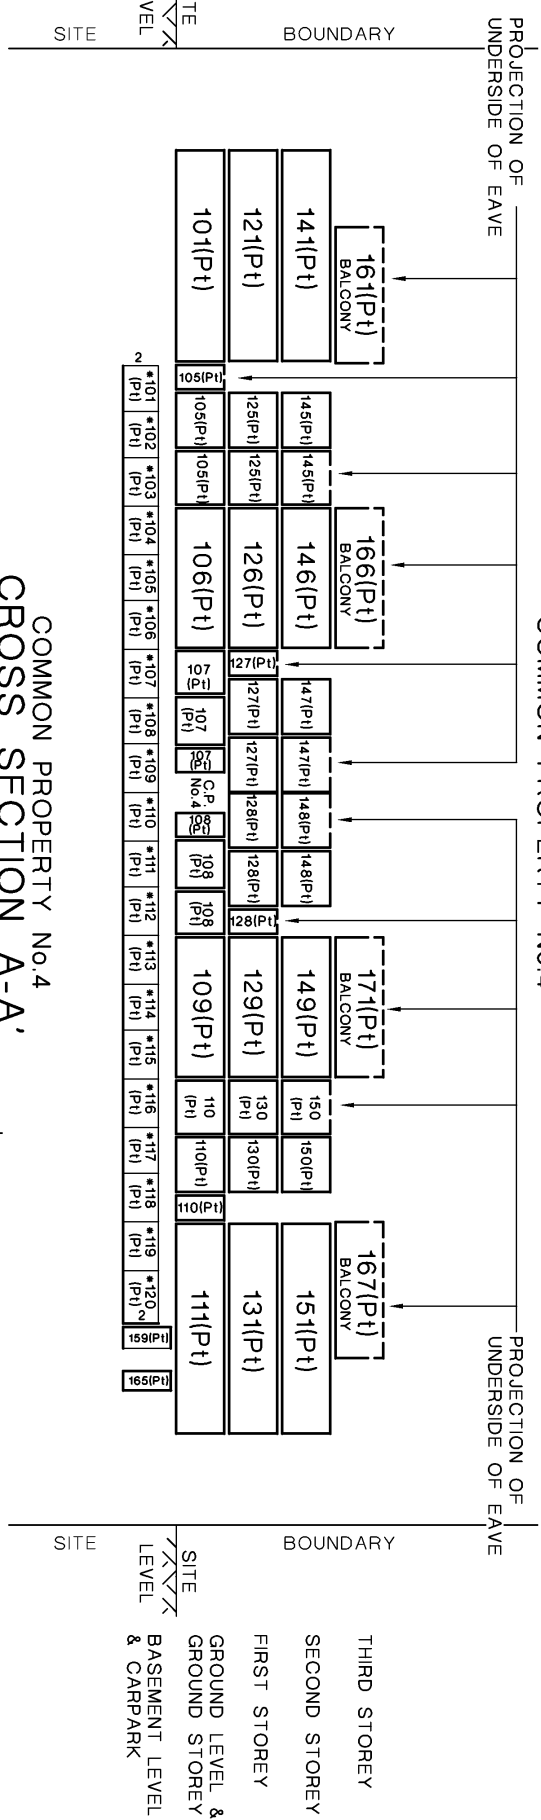 PROJECTION OF
UNDERSIDE OF EAVE
PROJECTION OF
UNDERSIDE OF EAVE
161(Pt)
BALCONY
166(Pt)
BALCONY
171(Pt)
BALCONY
167(Pt)
BALCONY
THIRD STOREY
BOUNDARY
141(Pt)
145(Pt)
145(Pt)
146(Pt)
147(Pt)
147(Pt)
148(Pt)
148(Pt)
149(Pt)
150
(Pt)
150(Pt)
151(Pt)
BOUNDARY
SECOND STOREY
121(Pt)
125(Pt)
125(Pt)
126(Pt)
127(Pt)
127(Pt)
127(Pt)
128(Pt)
128(Pt)
128(Pt)
129(Pt)
130
(Pt)
130(Pt)
131(Pt)
FIRST STOREY
TE
VEL
101(Pt)
105(Pt)
105(Pt)
105(Pt)
106(Pt)
107
(Pt)
107
(Pt)
107
(Pt)
C.P.
No.4
108
(Pt)
108
(Pt)
108
(Pt)
109(Pt)
110
(Pt)
110(Pt)
110(Pt)
111(Pt)
SITE
LEVEL
GROUND LEVEL &
GROUND STOREY
SITE
2
*101
(Pt)
*102
(Pt)
*103
(Pt)
*104
(Pt)
*105
(Pt)
*106
(Pt)
*107
(Pt)
*108
(Pt)
*109
(Pt)
*110
(Pt)
*111
(Pt)
*112
(Pt)
*113
(Pt)
*114
(Pt)
*115
(Pt)
*116
(Pt)
*117
(Pt)
*118
(Pt)
*119
(Pt)
*120
(Pt)
2
159(Pt)
165(Pt)
SITE
BASEMENT LEVEL
& CARPARK
COMMON PROPERTY No.4
CROSS SECTION A-A'